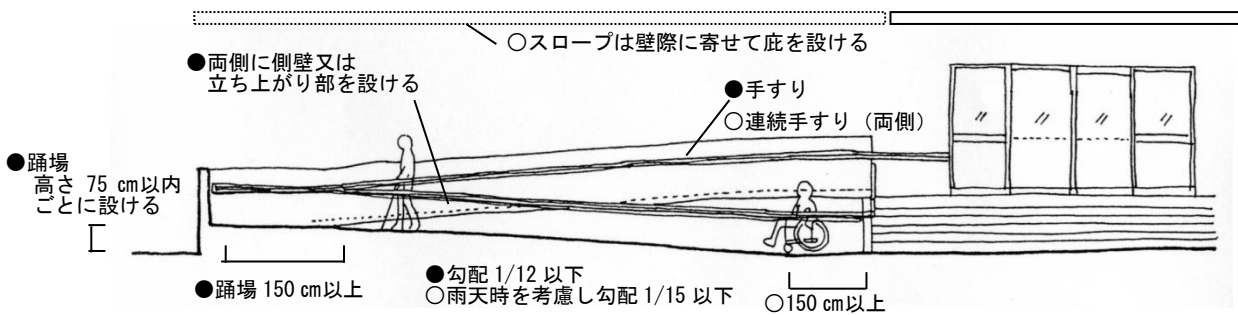 ○スロープは壁際に寄せて庇を設ける
●両側に側壁又は
立ち上がり部を設ける
●手すり
○連続手すり（両側）
●踊場
高さ 75 cm以内
ごとに設ける
●踊場 150 cm以上
●勾配 1/12 以下
○雨天時を考慮し勾配 1/15 以下
○150 cm以上